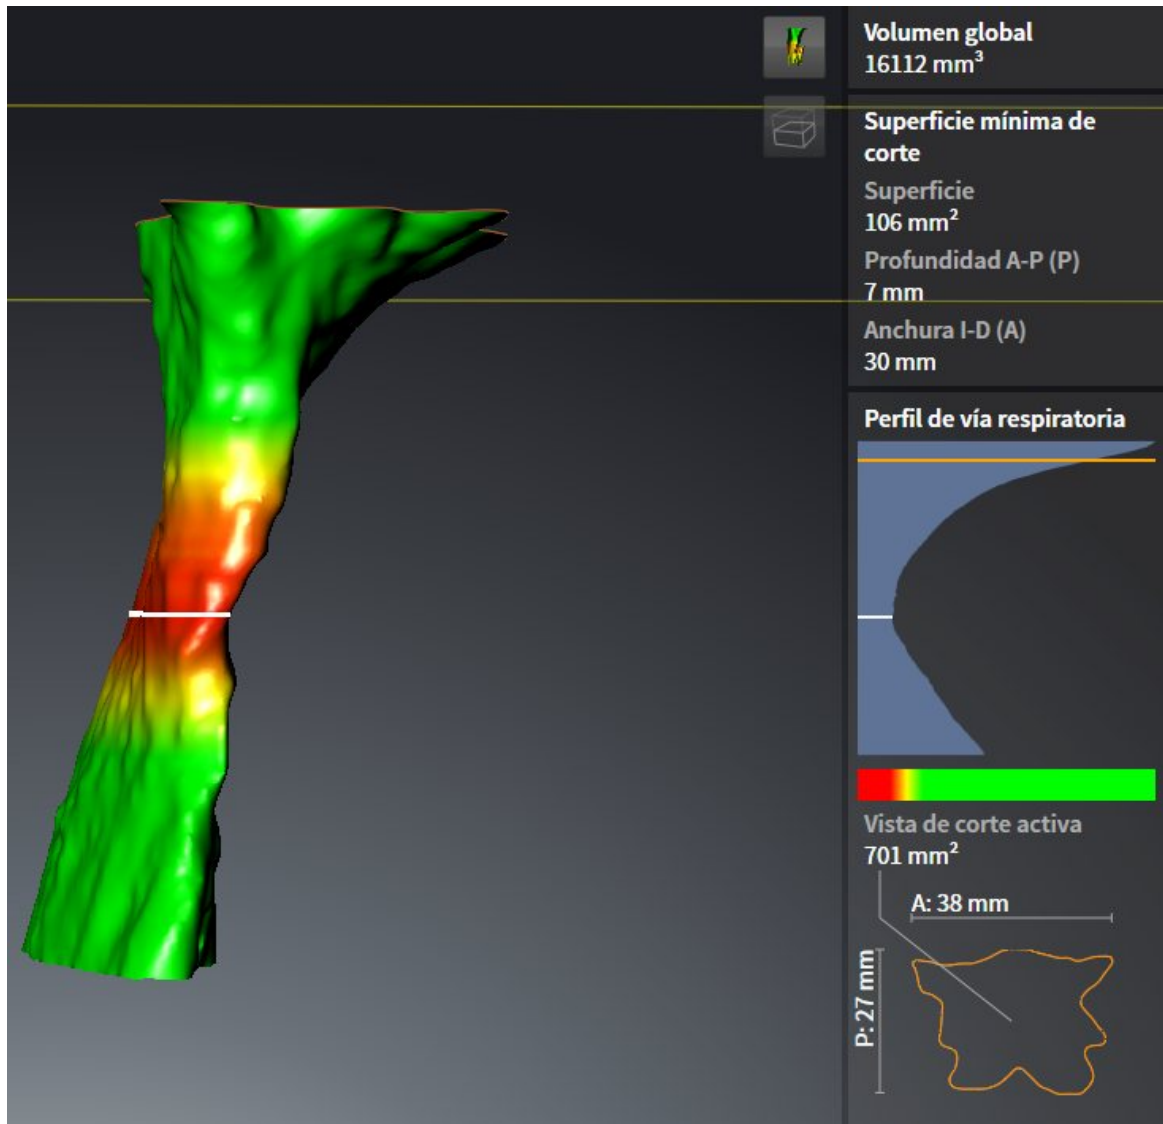 Volumen global
16112 mm³
Superficie mínima de
corte
Superficie
106 mm²
Profundidad A-P (P)
7 mm
Anchura I-D (A)
30 mm
Perfil de vía respiratoria
Vista de corte activa
701 mm²
A: 38 mm
P: 27 mm